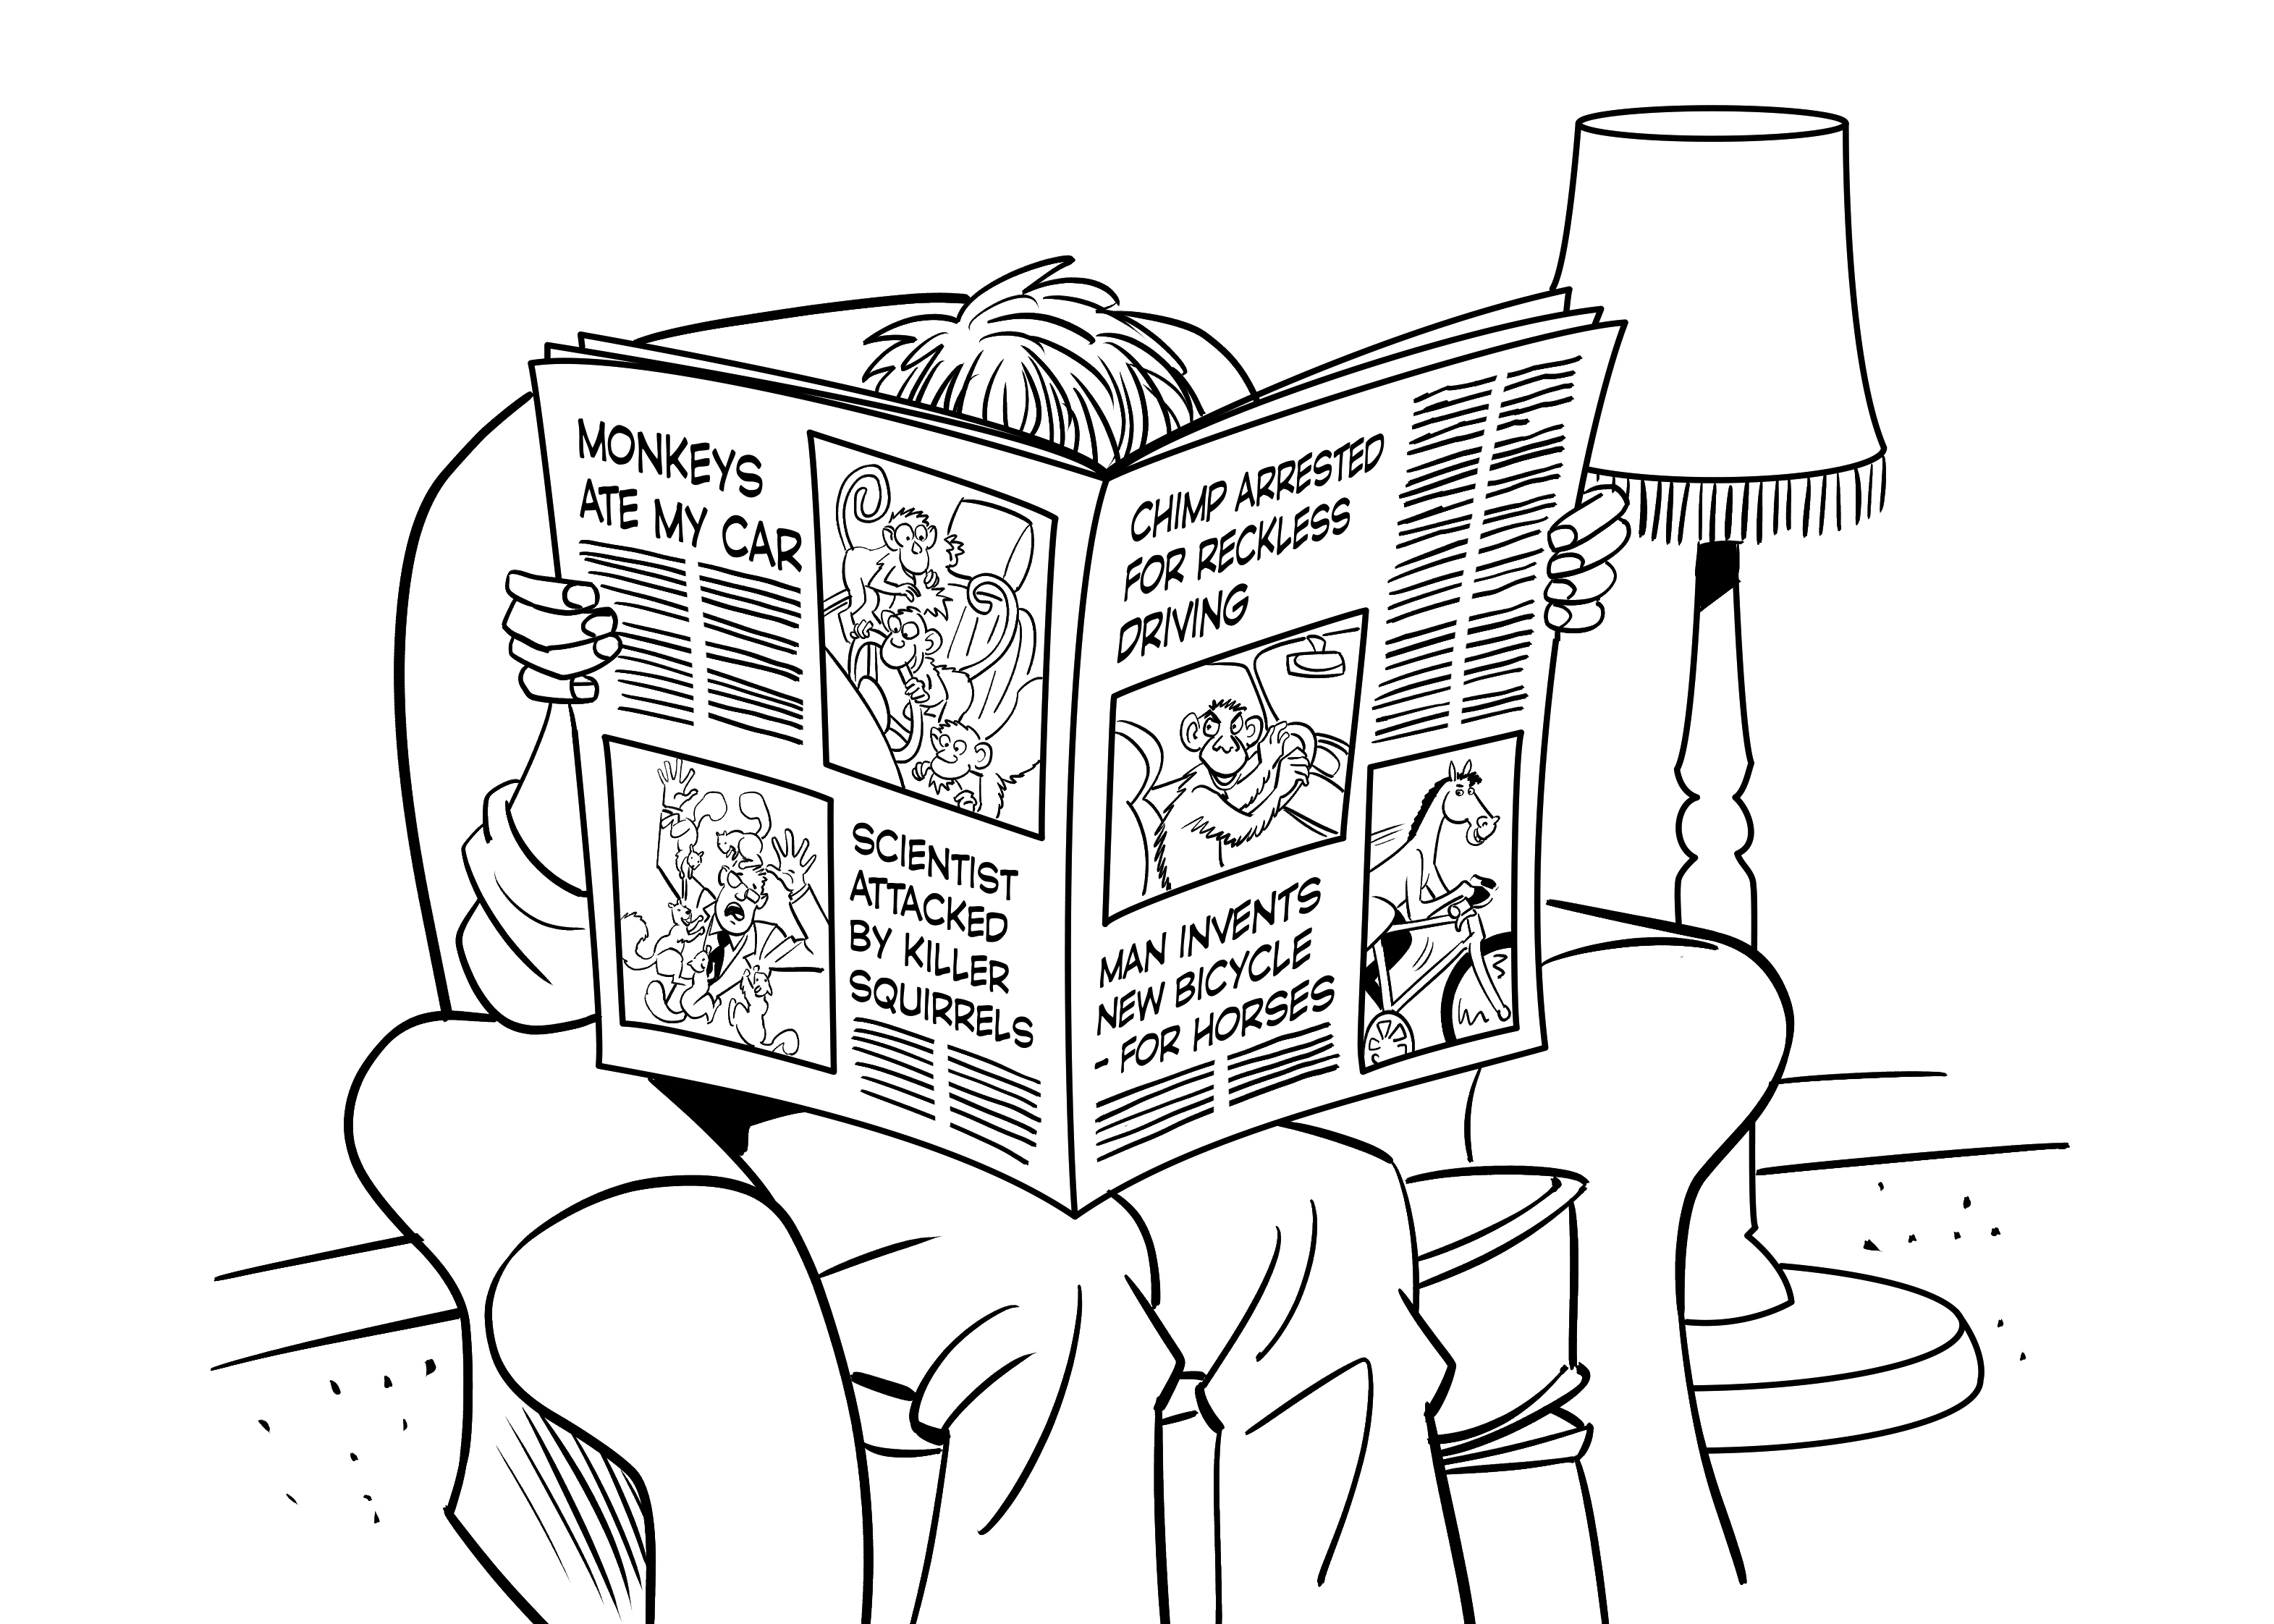 MONKEYS
ATE MY CAR
SCIENTIST
ATTACKED
BY KILLER
SQUIRRELS
CHIMP ARRESTED
FOR RECKLESS
DRIVING
MAN INVENTS
NEW BICYCLE
- FOR HORSES